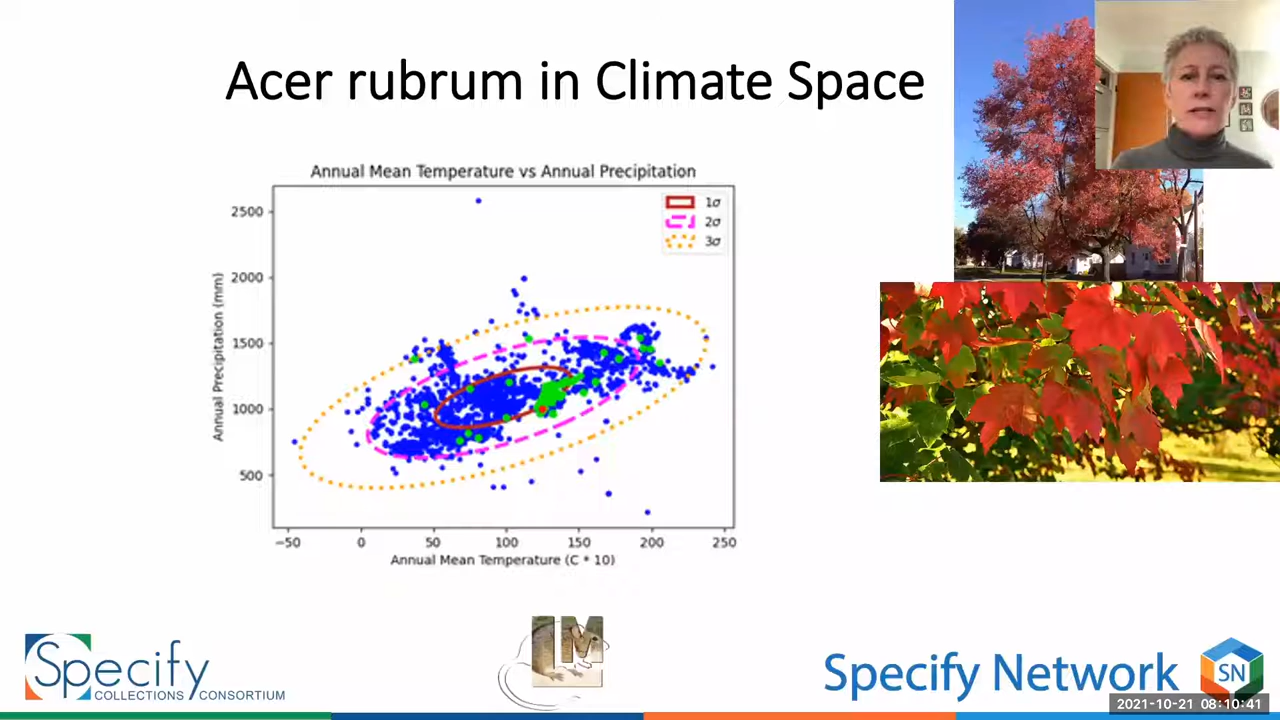 Acer rubrum in Climate Space
Annual Mean Temperature vs Annual Precipitation
1σ
2σ
3σ
2500
2000
1500
1000
500
Annual Precipitation (mm)
−50 0 50 100 150 200 250
Annual Mean Temperature (C * 10)
Specify
COLLECTIONS CONSORTIUM
LM
Specify Network
SN
2021-10-21 08:10:41